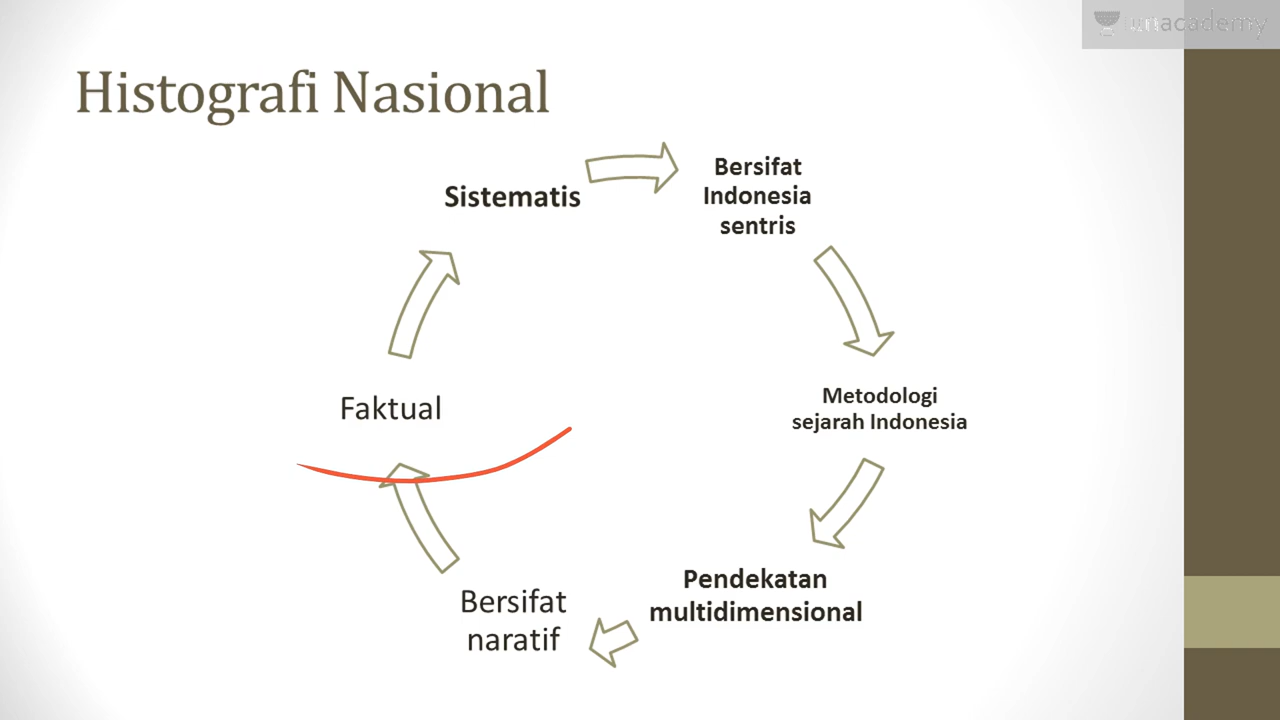 unacademy
Histografi Nasional
Sistematis
Bersifat
Indonesia
sentris
Metodologi
sejarah Indonesia
Pendekatan
multidimensional
Bersifat
naratif
Faktual